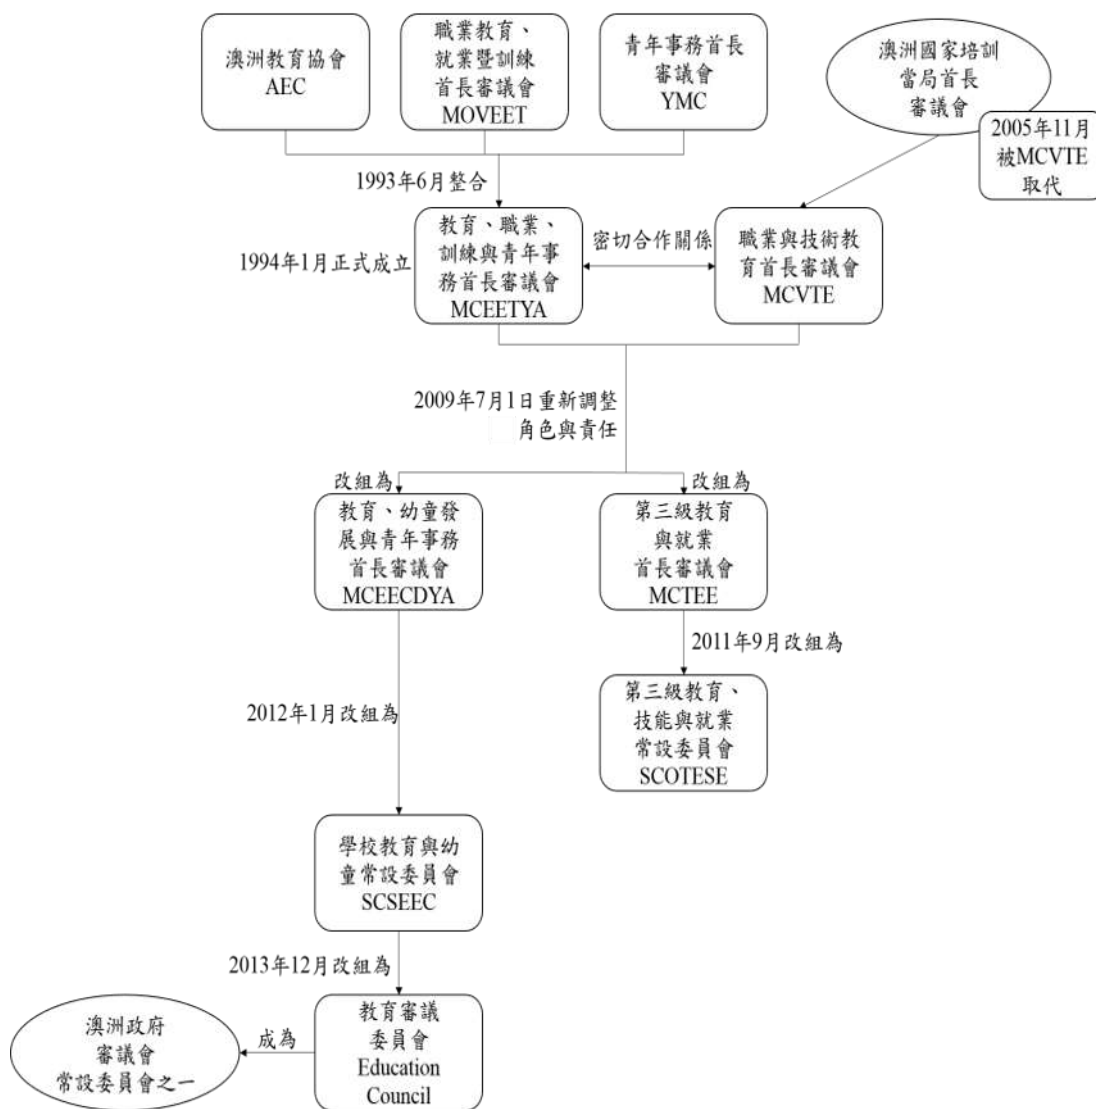 澳洲教育協會
AEC
職業教育、
就業暨訓練
首長審議會
MOVEET
青年事務首長
審議會
YMC
澳洲國家培訓
當局首長
審議會
2005年11月
被MCVTE
取代
1993年6月整合
1994年1月正式成立
教育、職業、
訓練與青年事
務首長審議會
MCEETYA
密切合作關係
職業與技術教
育首長審議會
MCVTE
2009年7月1日重新調整
角色與責任
改組為
改組為
教育、幼童發
展與青年事務
首長審議會
MCEECDYA
第三級教育
與就業
首長審議會
MCTEE
2011年9月改組為
第三級教育、
技能與就業
常設委員會
SCOTESE
2012年1月改組為
學校教育與幼
童常設委員會
SCSEEC
2013年12月改組為
教育審議
委員會
Education
Council
成為
澳洲政府
審議會
常設委員會之一